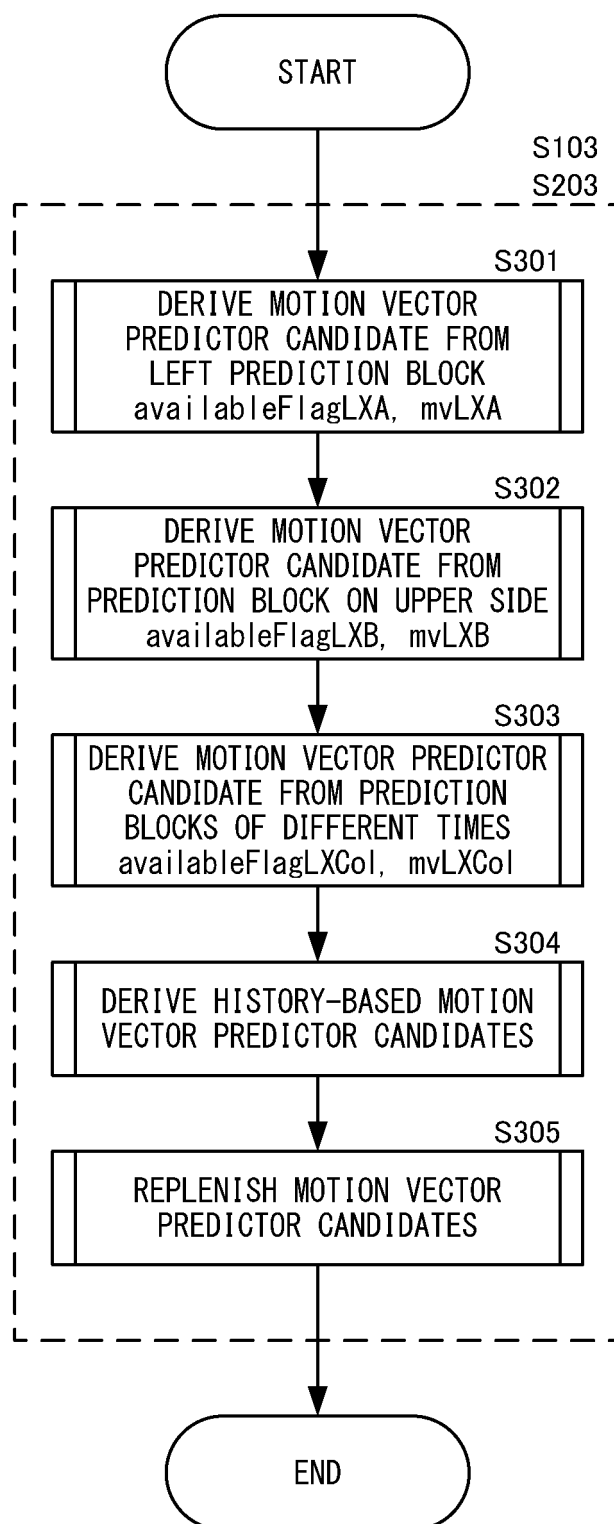 START
S103
S203
S301
DERIVE MOTION VECTOR
PREDICTOR CANDIDATE FROM
LEFT PREDICTION BLOCK
availableFlagLXA, mvLXA
S302
DERIVE MOTION VECTOR
PREDICTOR CANDIDATE FROM
PREDICTION BLOCK ON UPPER SIDE
availableFlagLXB, mvLXB
S303
DERIVE MOTION VECTOR PREDICTOR
CANDIDATE FROM PREDICTION
BLOCKS OF DIFFERENT TIMES
availableFlagLXCol, mvLXCol
S304
DERIVE HISTORY-BASED MOTION
VECTOR PREDICTOR CANDIDATES
S305
REPLENISH MOTION VECTOR
PREDICTOR CANDIDATES
END